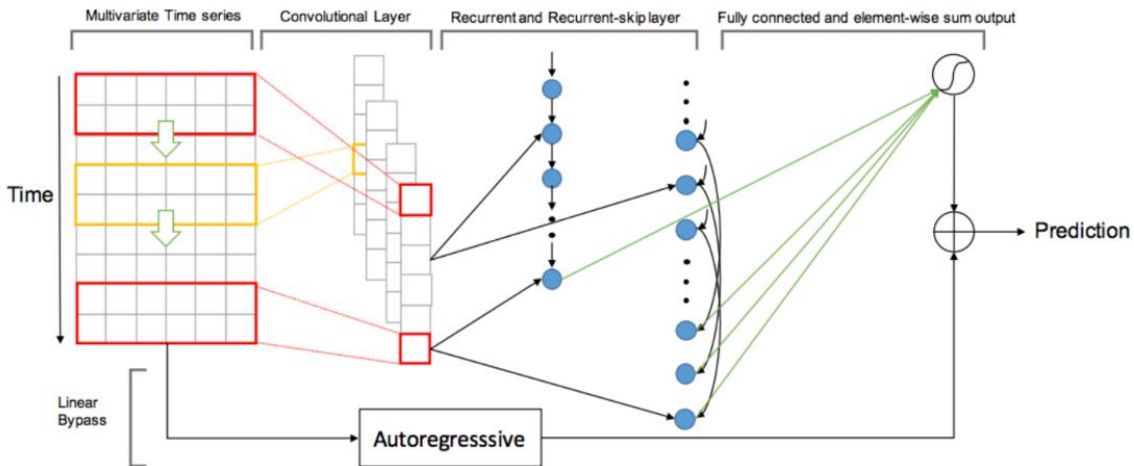 Multivariate Time series
Convolutional Layer
Recurrent and Recurrent-skip layer
Fully connected and element-wise sum output
Time
Prediction
Linear
Bypass
Autoregresssive